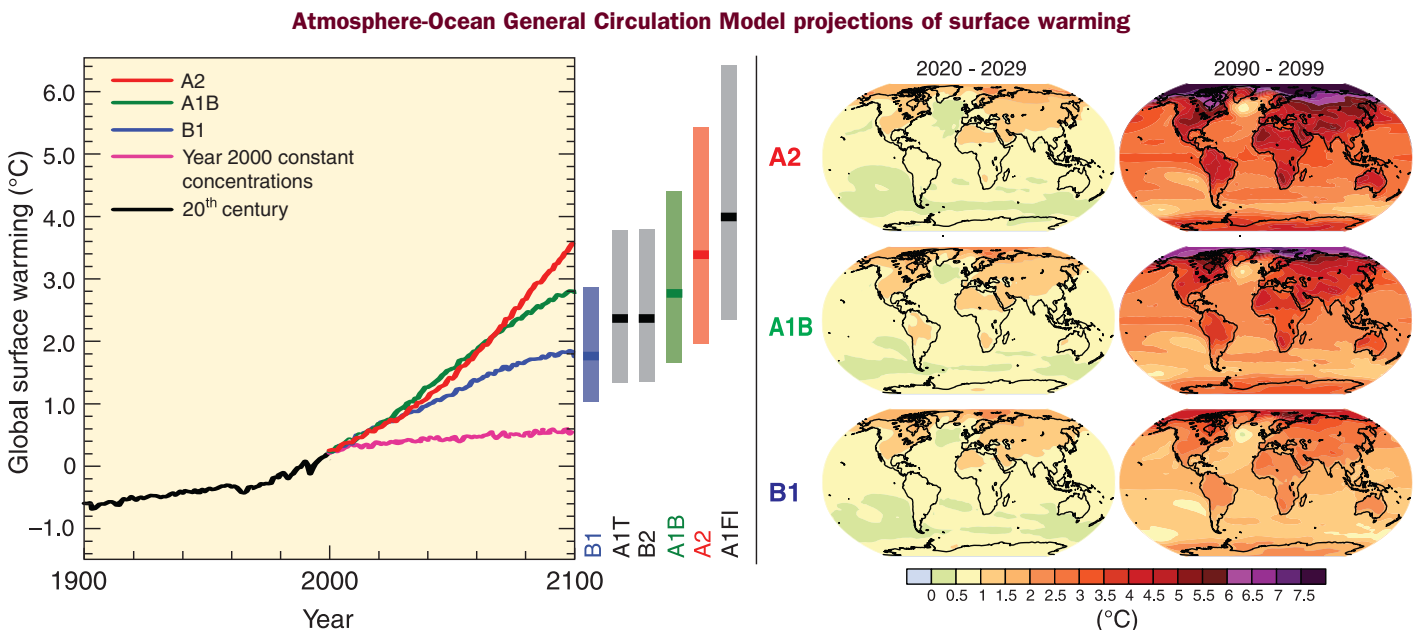 Atmosphere-Ocean General Circulation Model projections of surface warming
A2
A1B
B1
Year 2000 constant
concentrations
20th century
Global surface warming (°C)
6.0
5.0
4.0
3.0
2.0
1.0
0
–1.0
1900
2000
2100
Year
B1
A1T
B2
A1B
A2
A1FI
2020 - 2029
2090 - 2099
A2
A1B
B1
0 0.5 1 1.5 2 2.5 3 3.5 4 4.5 5 5.5 6 6.5 7 7.5
(°C)